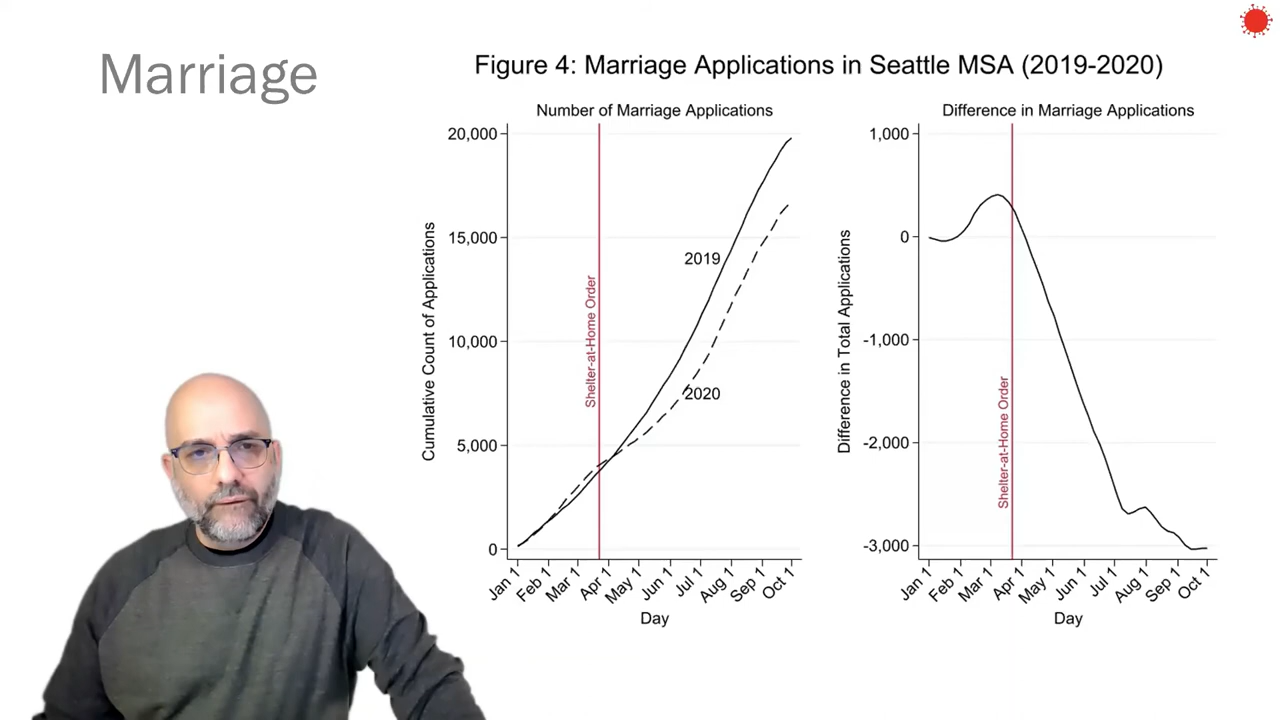 Marriage
Figure 4: Marriage Applications in Seattle MSA (2019-2020)
Number of Marriage Applications
Cumulative Count of Applications
20,000
15,000
10,000
5,000
0
Shelter-at-Home Order
2019
2020
Jan 1
Feb 1
Mar 1
Apr 1
May 1
Jun 1
Jul 1
Aug 1
Sep 1
Oct 1
Day
Difference in Marriage Applications
Difference in Total Applications
1,000
0
-1,000
-2,000
-3,000
Shelter-at-Home Order
Jan 1
Feb 1
Mar 1
Apr 1
May 1
Jun 1
Jul 1
Aug 1
Sep 1
Oct 1
Day